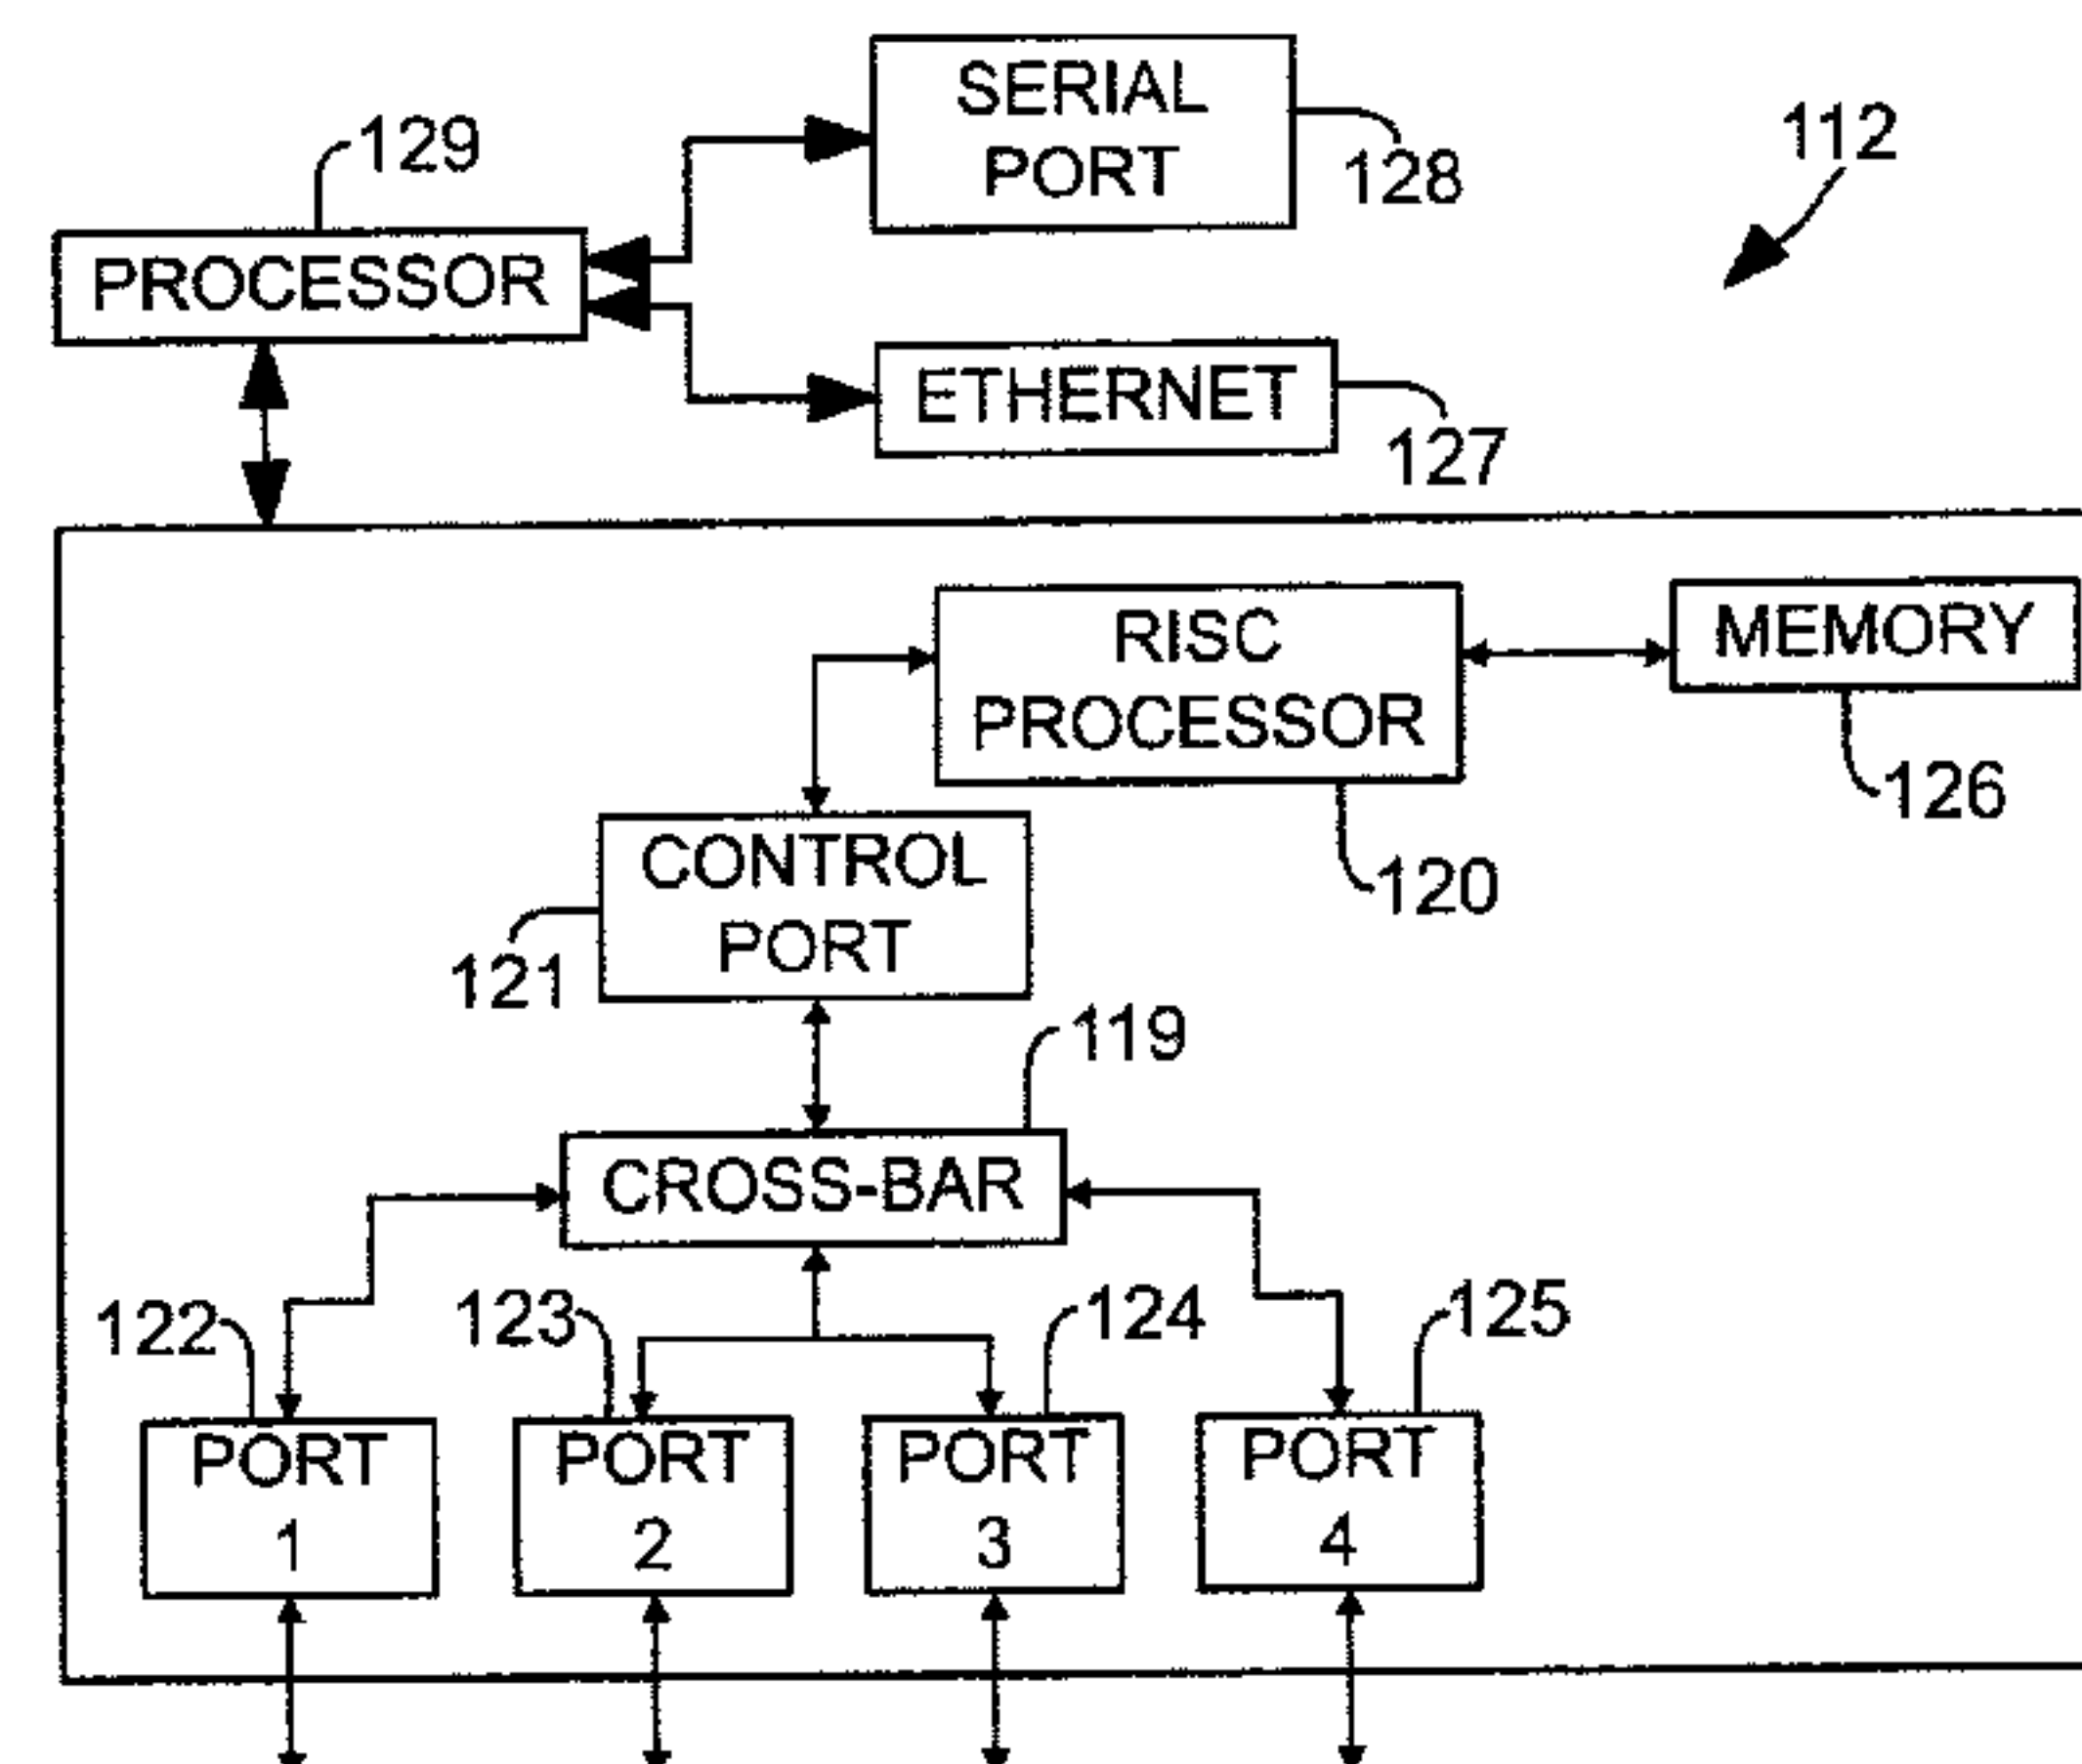 SERIAL
PORT
128
112
129
PROCESSOR
ETHERNET
127
RISC
PROCESSOR
120
MEMORY
126
CONTROL
PORT
121
119
CROSS-BAR
122
123
124
125
PORT
1
PORT
2
PORT
3
PORT
4